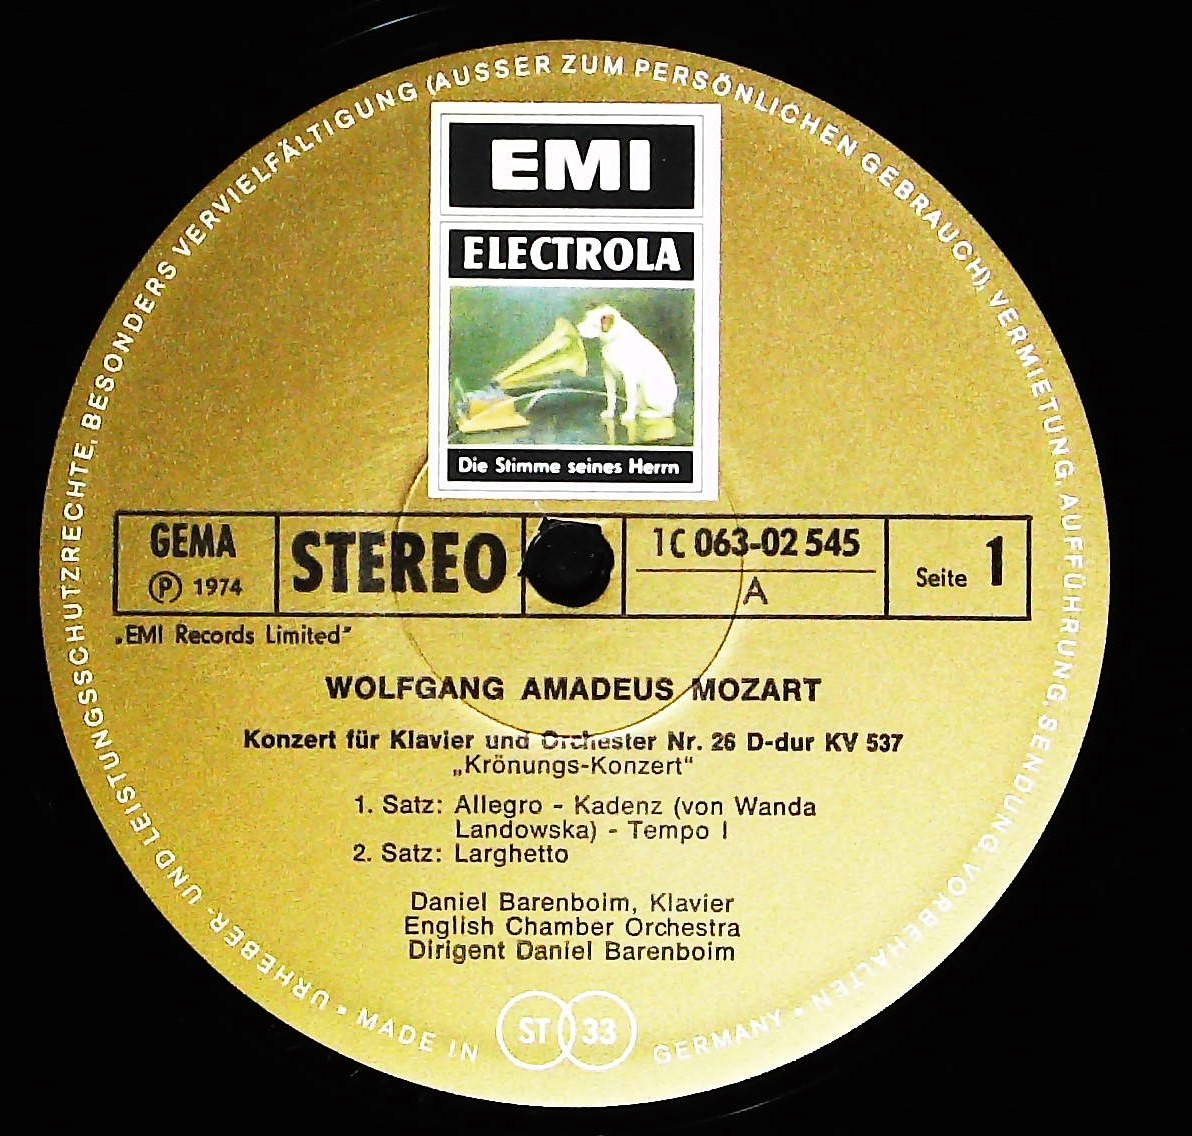 URHEBER- UND LEISTUNGSSCHUTZRECHTE, BESONDERS VERVIELFÄLTIGUNG (AUSSER ZUM PERSÖNLICHEN GEBRAUCH), VERMIETUNG, AUFFÜHRUNG, SENDUNG, VORBEHALTEN •
EMI
ELECTROLA
Die Stimme seines Herrn
GEMA
Ⓟ 1974
STEREO
1C 063-02 545
A
Seite 1
„EMI Records Limited"
WOLFGANG AMADEUS MOZART
Konzert für Klavier und Orchester Nr. 26 D-dur KV 537
„Krönungs-Konzert"
1. Satz: Allegro - Kadenz (von Wanda
Landowska) - Tempo I
2. Satz: Larghetto
Daniel Barenboim, Klavier
English Chamber Orchestra
Dirigent Daniel Barenboim
ST 33
• MADE IN GERMANY